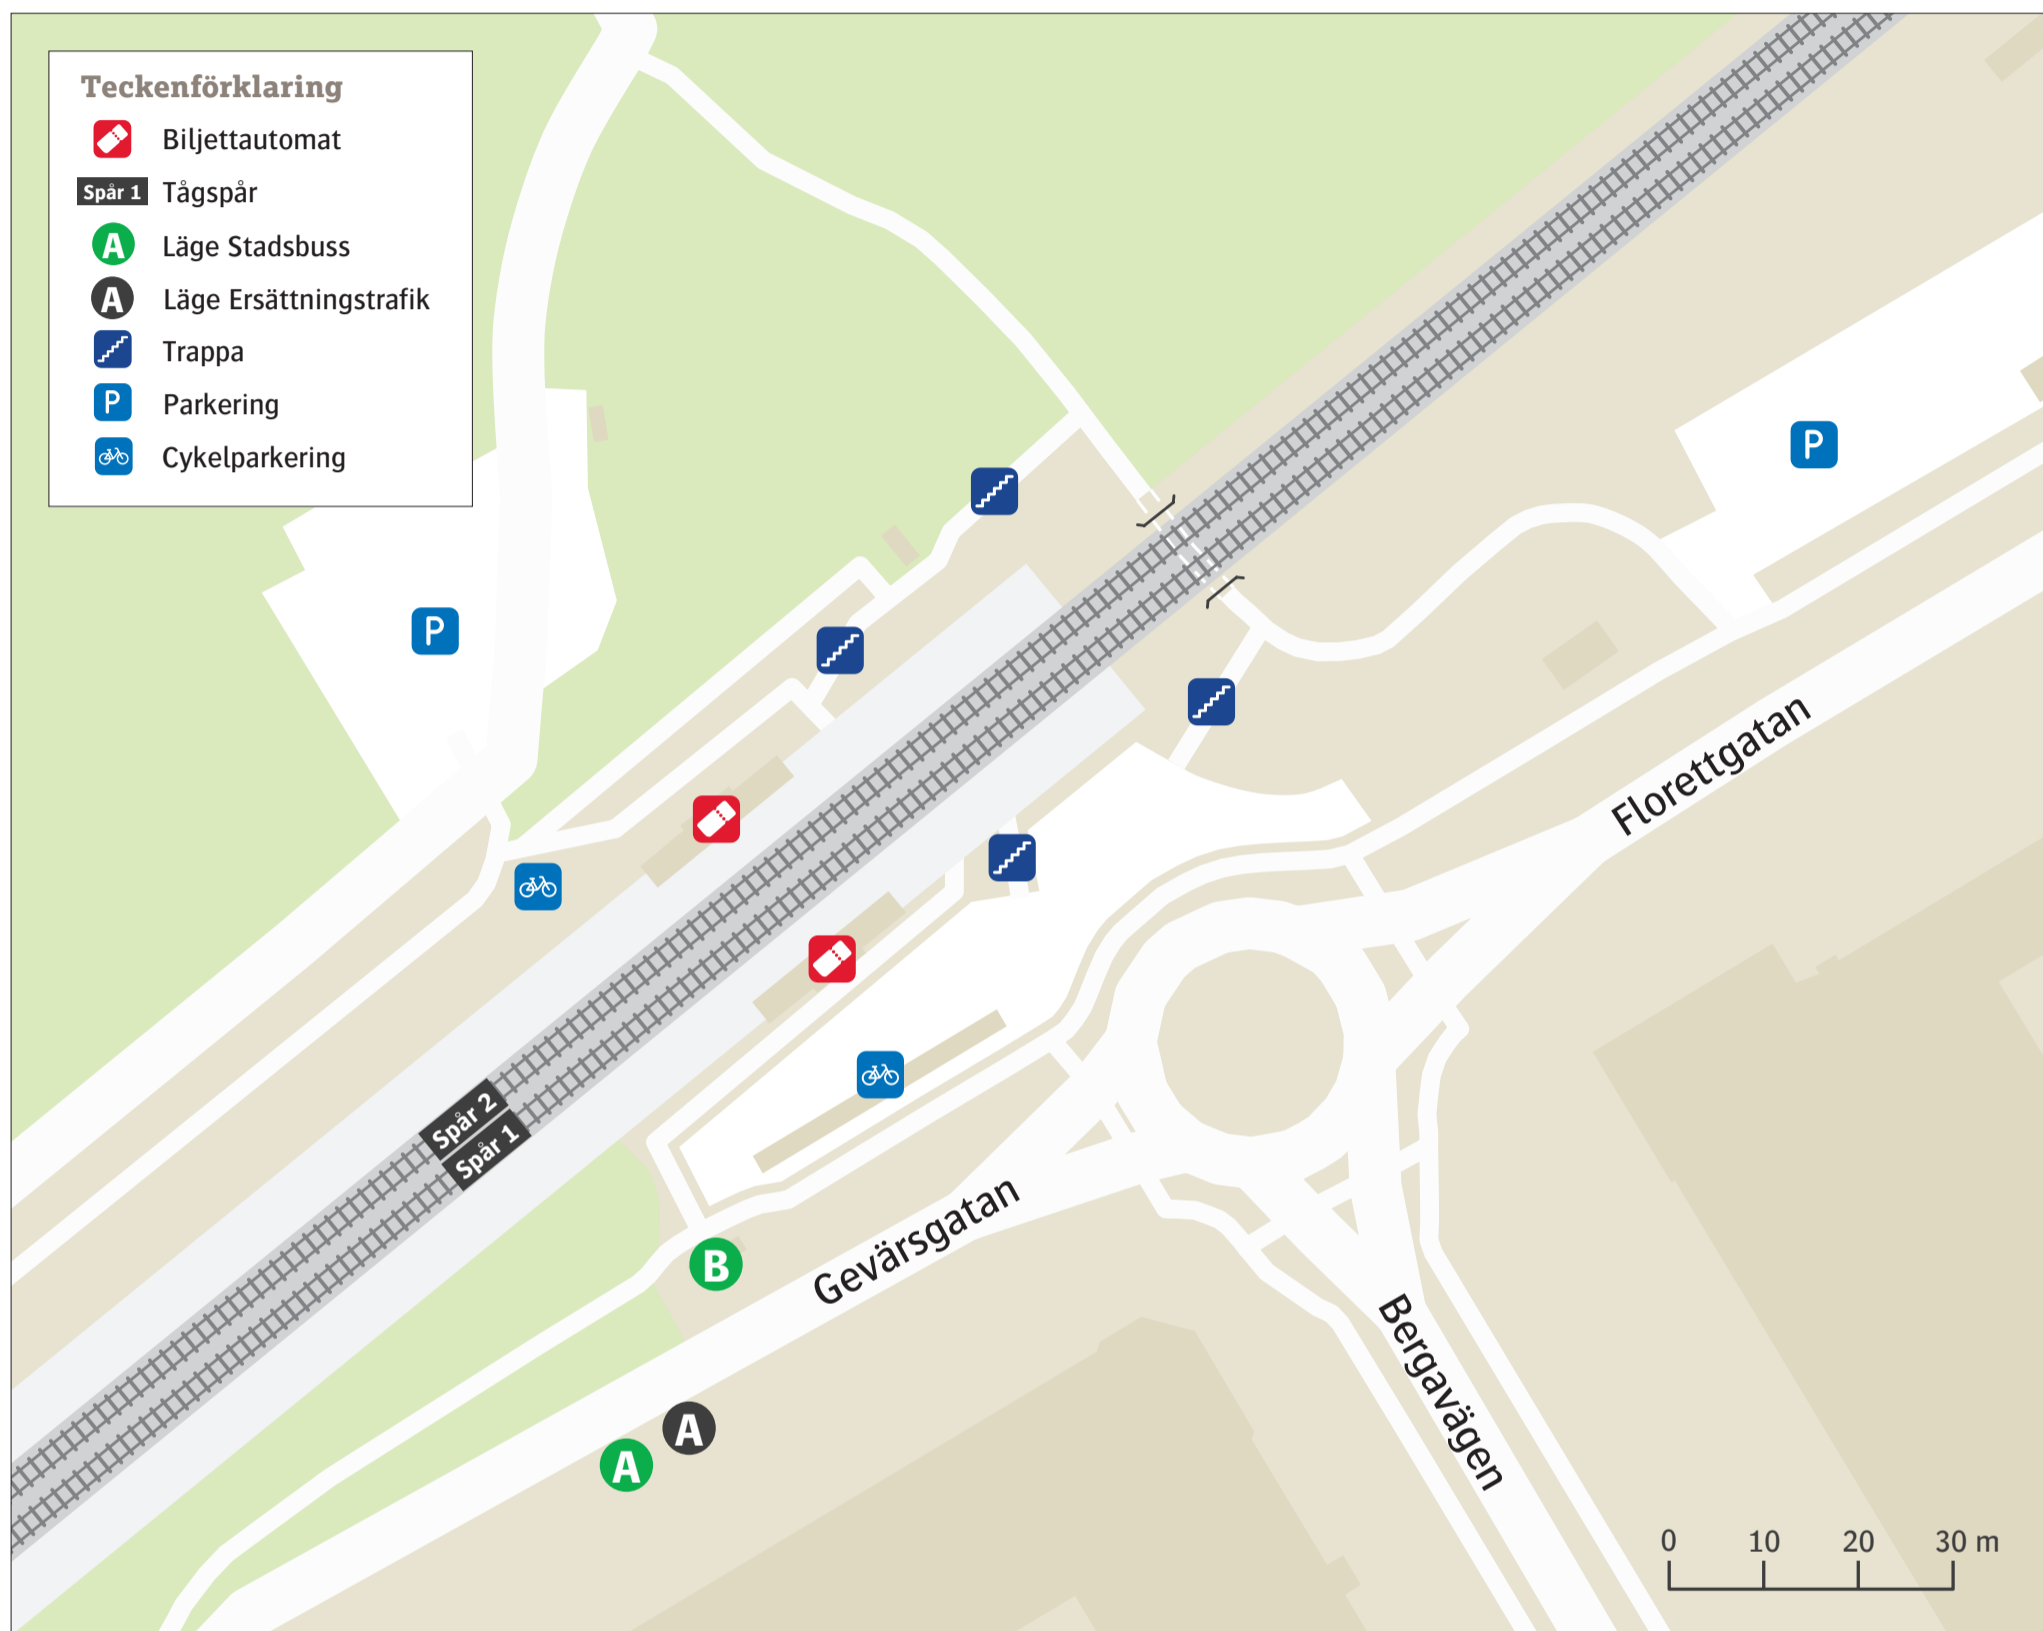 Teckenförklaring
Biljettautomat
Spår 1 Tågspår
A Läge Stadsbuss
A Läge Ersättningstrafik
Trappa
P Parkering
Cykelparkering
P
P
Florettgatan
Spår 2
Spår 1
Gevärsgatan
B
Bergavägen
A
A
0 10 20 30 m